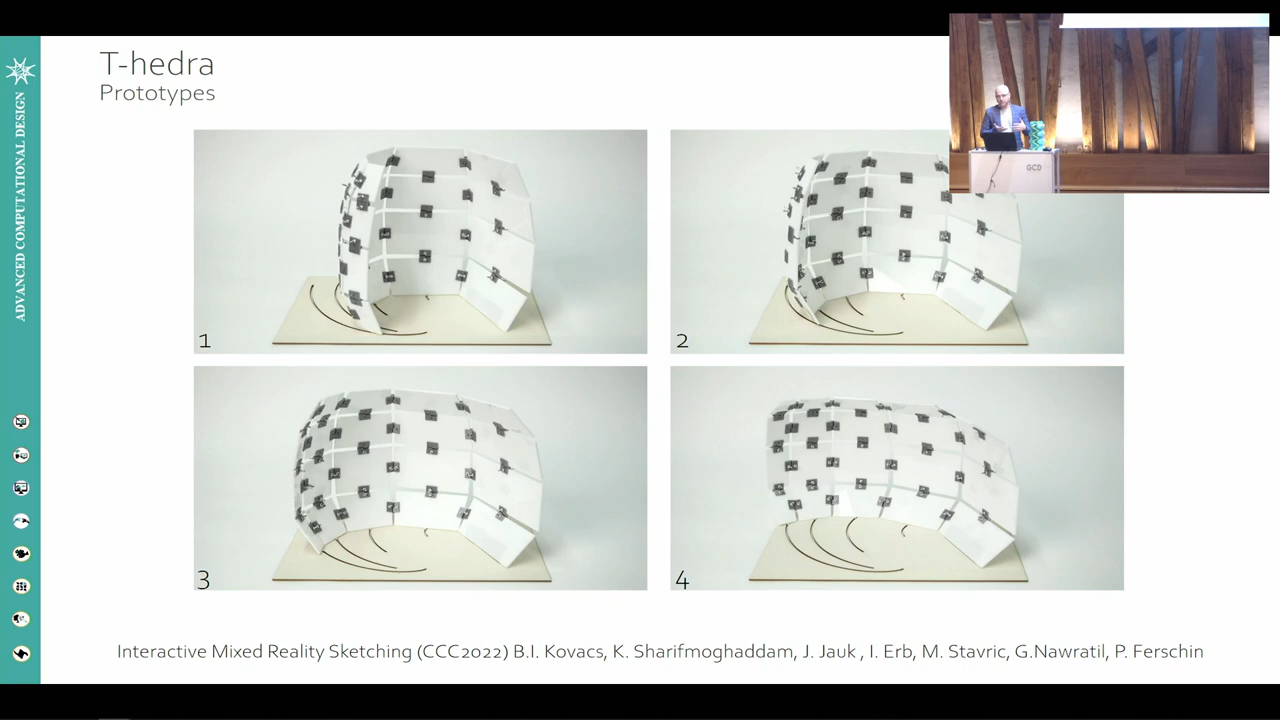 T-hedra
Prototypes
ADVANCED COMPUTATIONAL DESIGN
GCD
1
2
3
4
Interactive Mixed Reality Sketching (CCC2022) B.I. Kovacs, K. Sharifmoghaddam, J. Jauk , I. Erb, M. Stavric, G.Nawratil, P. Ferschin